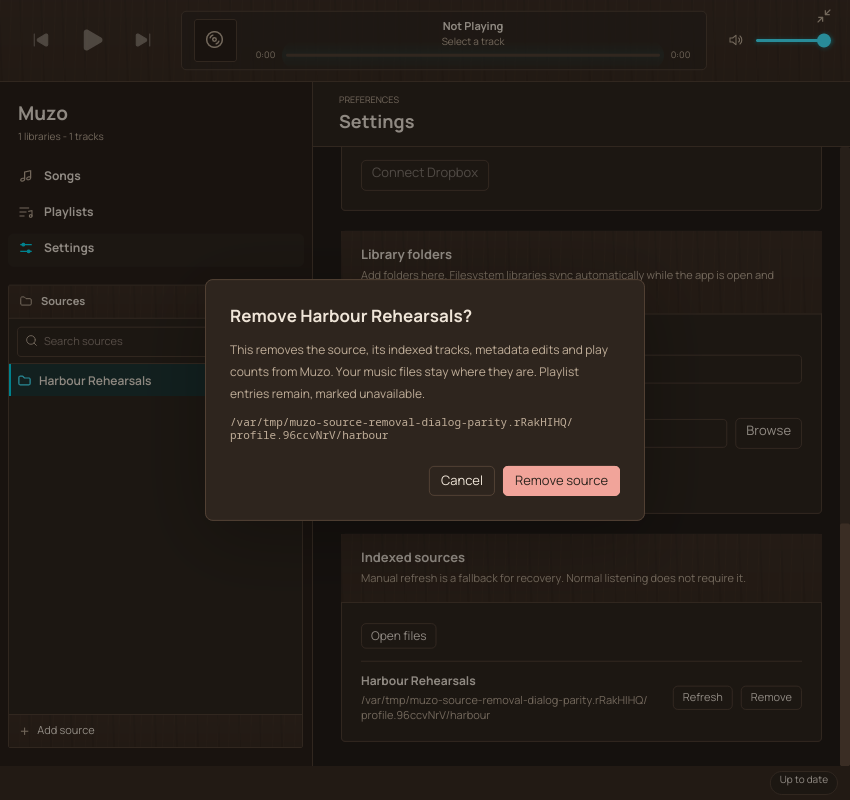 Not Playing
Select a track
0:00
0:00
Muzo
1 libraries - 1 tracks
Songs
Playlists
Settings
Sources
Search sources
Harbour Rehearsals
Add source
PREFERENCES
Settings
Connect Dropbox
Library folders
Add folders here. Filesystem libraries sync automatically while the app is open and
Browse
Remove Harbour Rehearsals?
This removes the source, its indexed tracks, metadata edits and play
counts from Muzo. Your music files stay where they are. Playlist
entries remain, marked unavailable.
/var/tmp/muzo-source-removal-dialog-parity.rRakHIHQ/
profile.96ccvNrV/harbour
Cancel
Remove source
Indexed sources
Manual refresh is a fallback for recovery. Normal listening does not require it.
Open files
Harbour Rehearsals
/var/tmp/muzo-source-removal-dialog-parity.rRakHIHQ/
profile.96ccvNrV/harbour
Refresh
Remove
Up to date